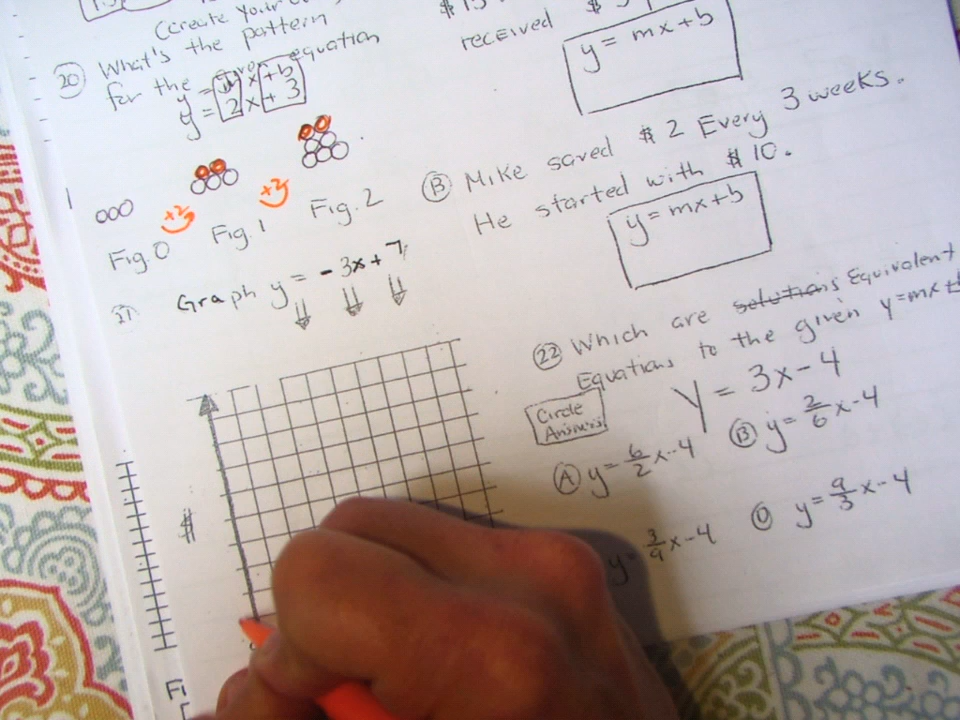 Ccreate your
20 What's the pattern
for the equation
y = x + b
y = 2x + 3
+2
+2
Fig. 0 Fig. 1 Fig. 2
21 Graph y = -3x + 7
$
received $
y = mx + b
B Mike saved $2 Every 3 weeks.
He started with $10.
y = mx + b
22 Which are solutions Equivalent
Equations to the given y = mx +
Circle
Answers
y = 3x - 4
A y = 6/2 x - 4 B y = 2/6 x - 4
y = 3/9 x - 4 D y = 9/3 x - 4